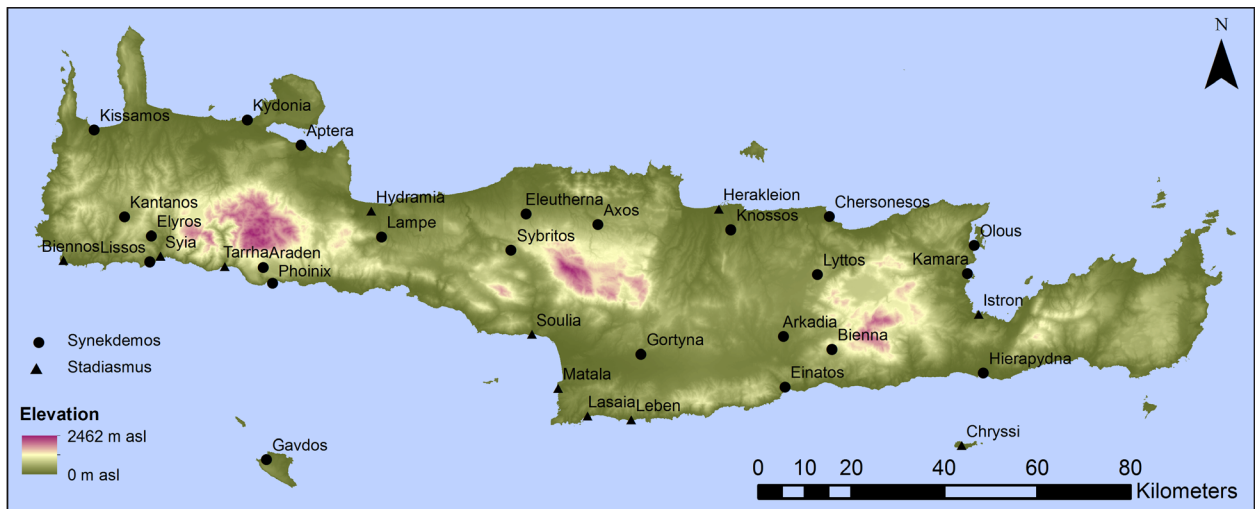 N
Kissamos
Kydonia
Aptera
Hydramia
Lampe
Eleutherna
Axos
Sybritos
Herakleion
Knossos
Chersonesos
Olous
Kamara
Lyttos
Istron
Kantanos
Elyros
Biennos
Lissos
Syia
Tarrha
Araden
Phoinix
Soulia
Gortyna
Arkadia
Bienna
Einatos
Hierapydna
Matala
Lasaia
Leben
Chryssi
Gavdos
Synekdemos
Stadiasmus
Elevation
2462 m asl
0 m asl
0 10 20 40 60 80
Kilometers